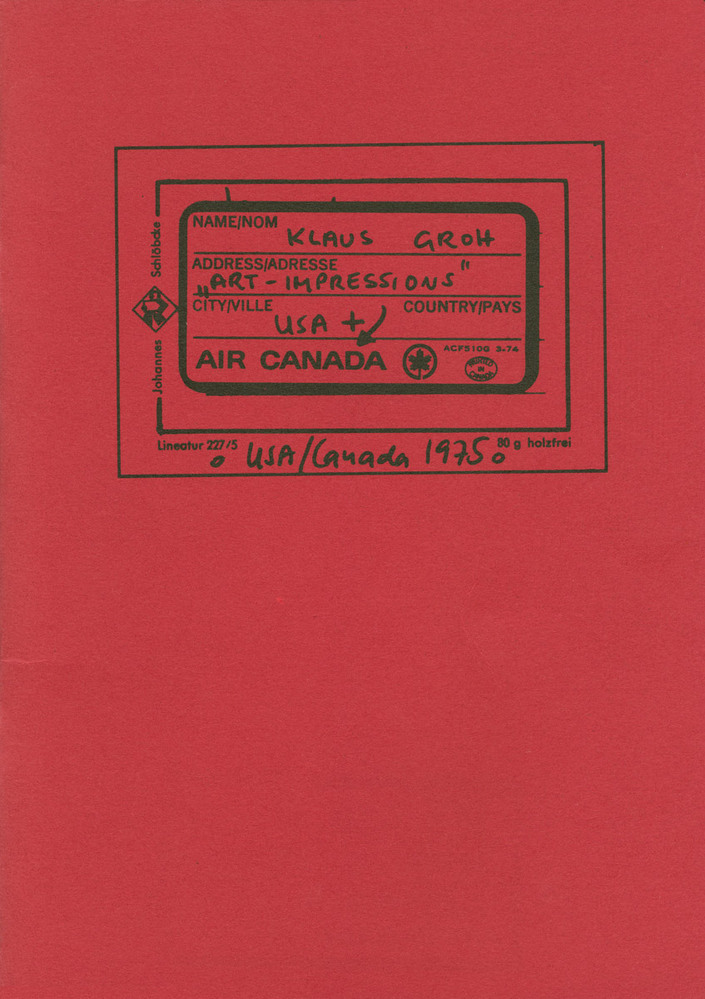 NAME/NOM
KLAUS GROH
ADDRESS/ADRESSE
„ART-IMPRESSIONS"
CITY/VILLE COUNTRY/PAYS
USA +
AIR CANADA
ACF510G 3-74
Johannes Schlöbcke
Lineatur 227/5 80 g holzfrei
o USA/Canada 1975 o